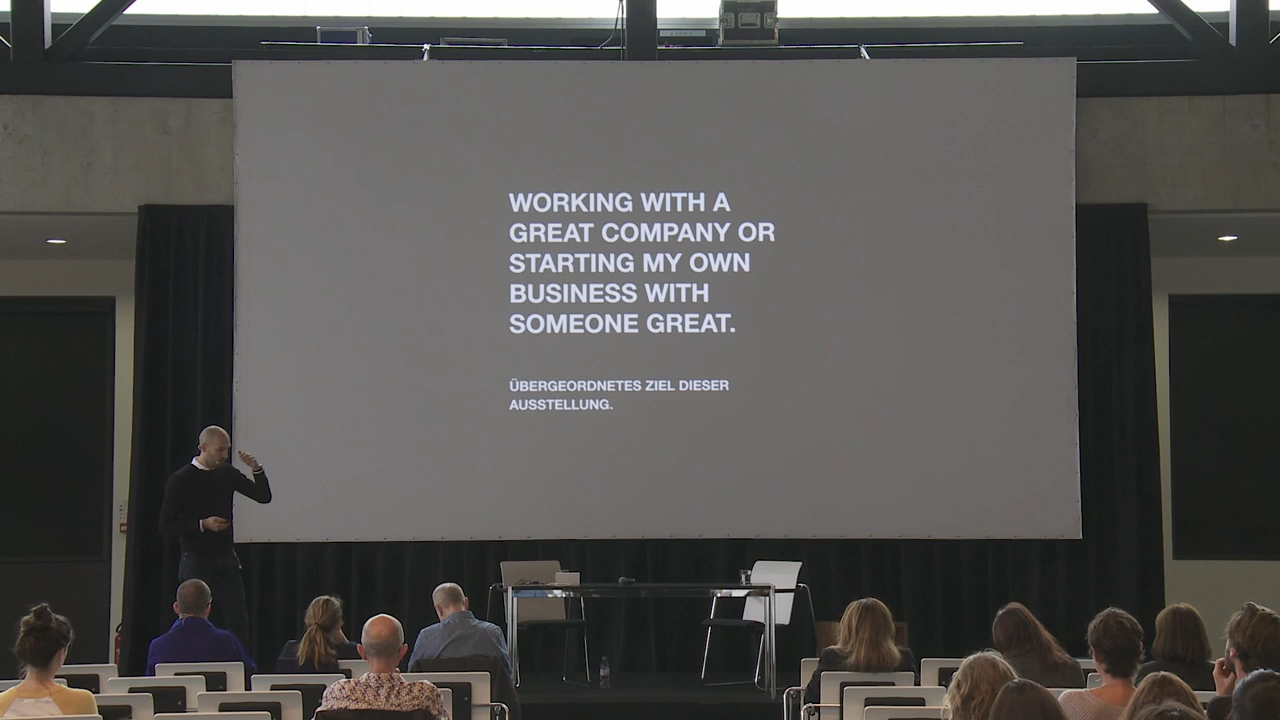 WORKING WITH A
GREAT COMPANY OR
STARTING MY OWN
BUSINESS WITH
SOMEONE GREAT.
ÜBERGEORDNETES ZIEL DIESER
AUSSTELLUNG.